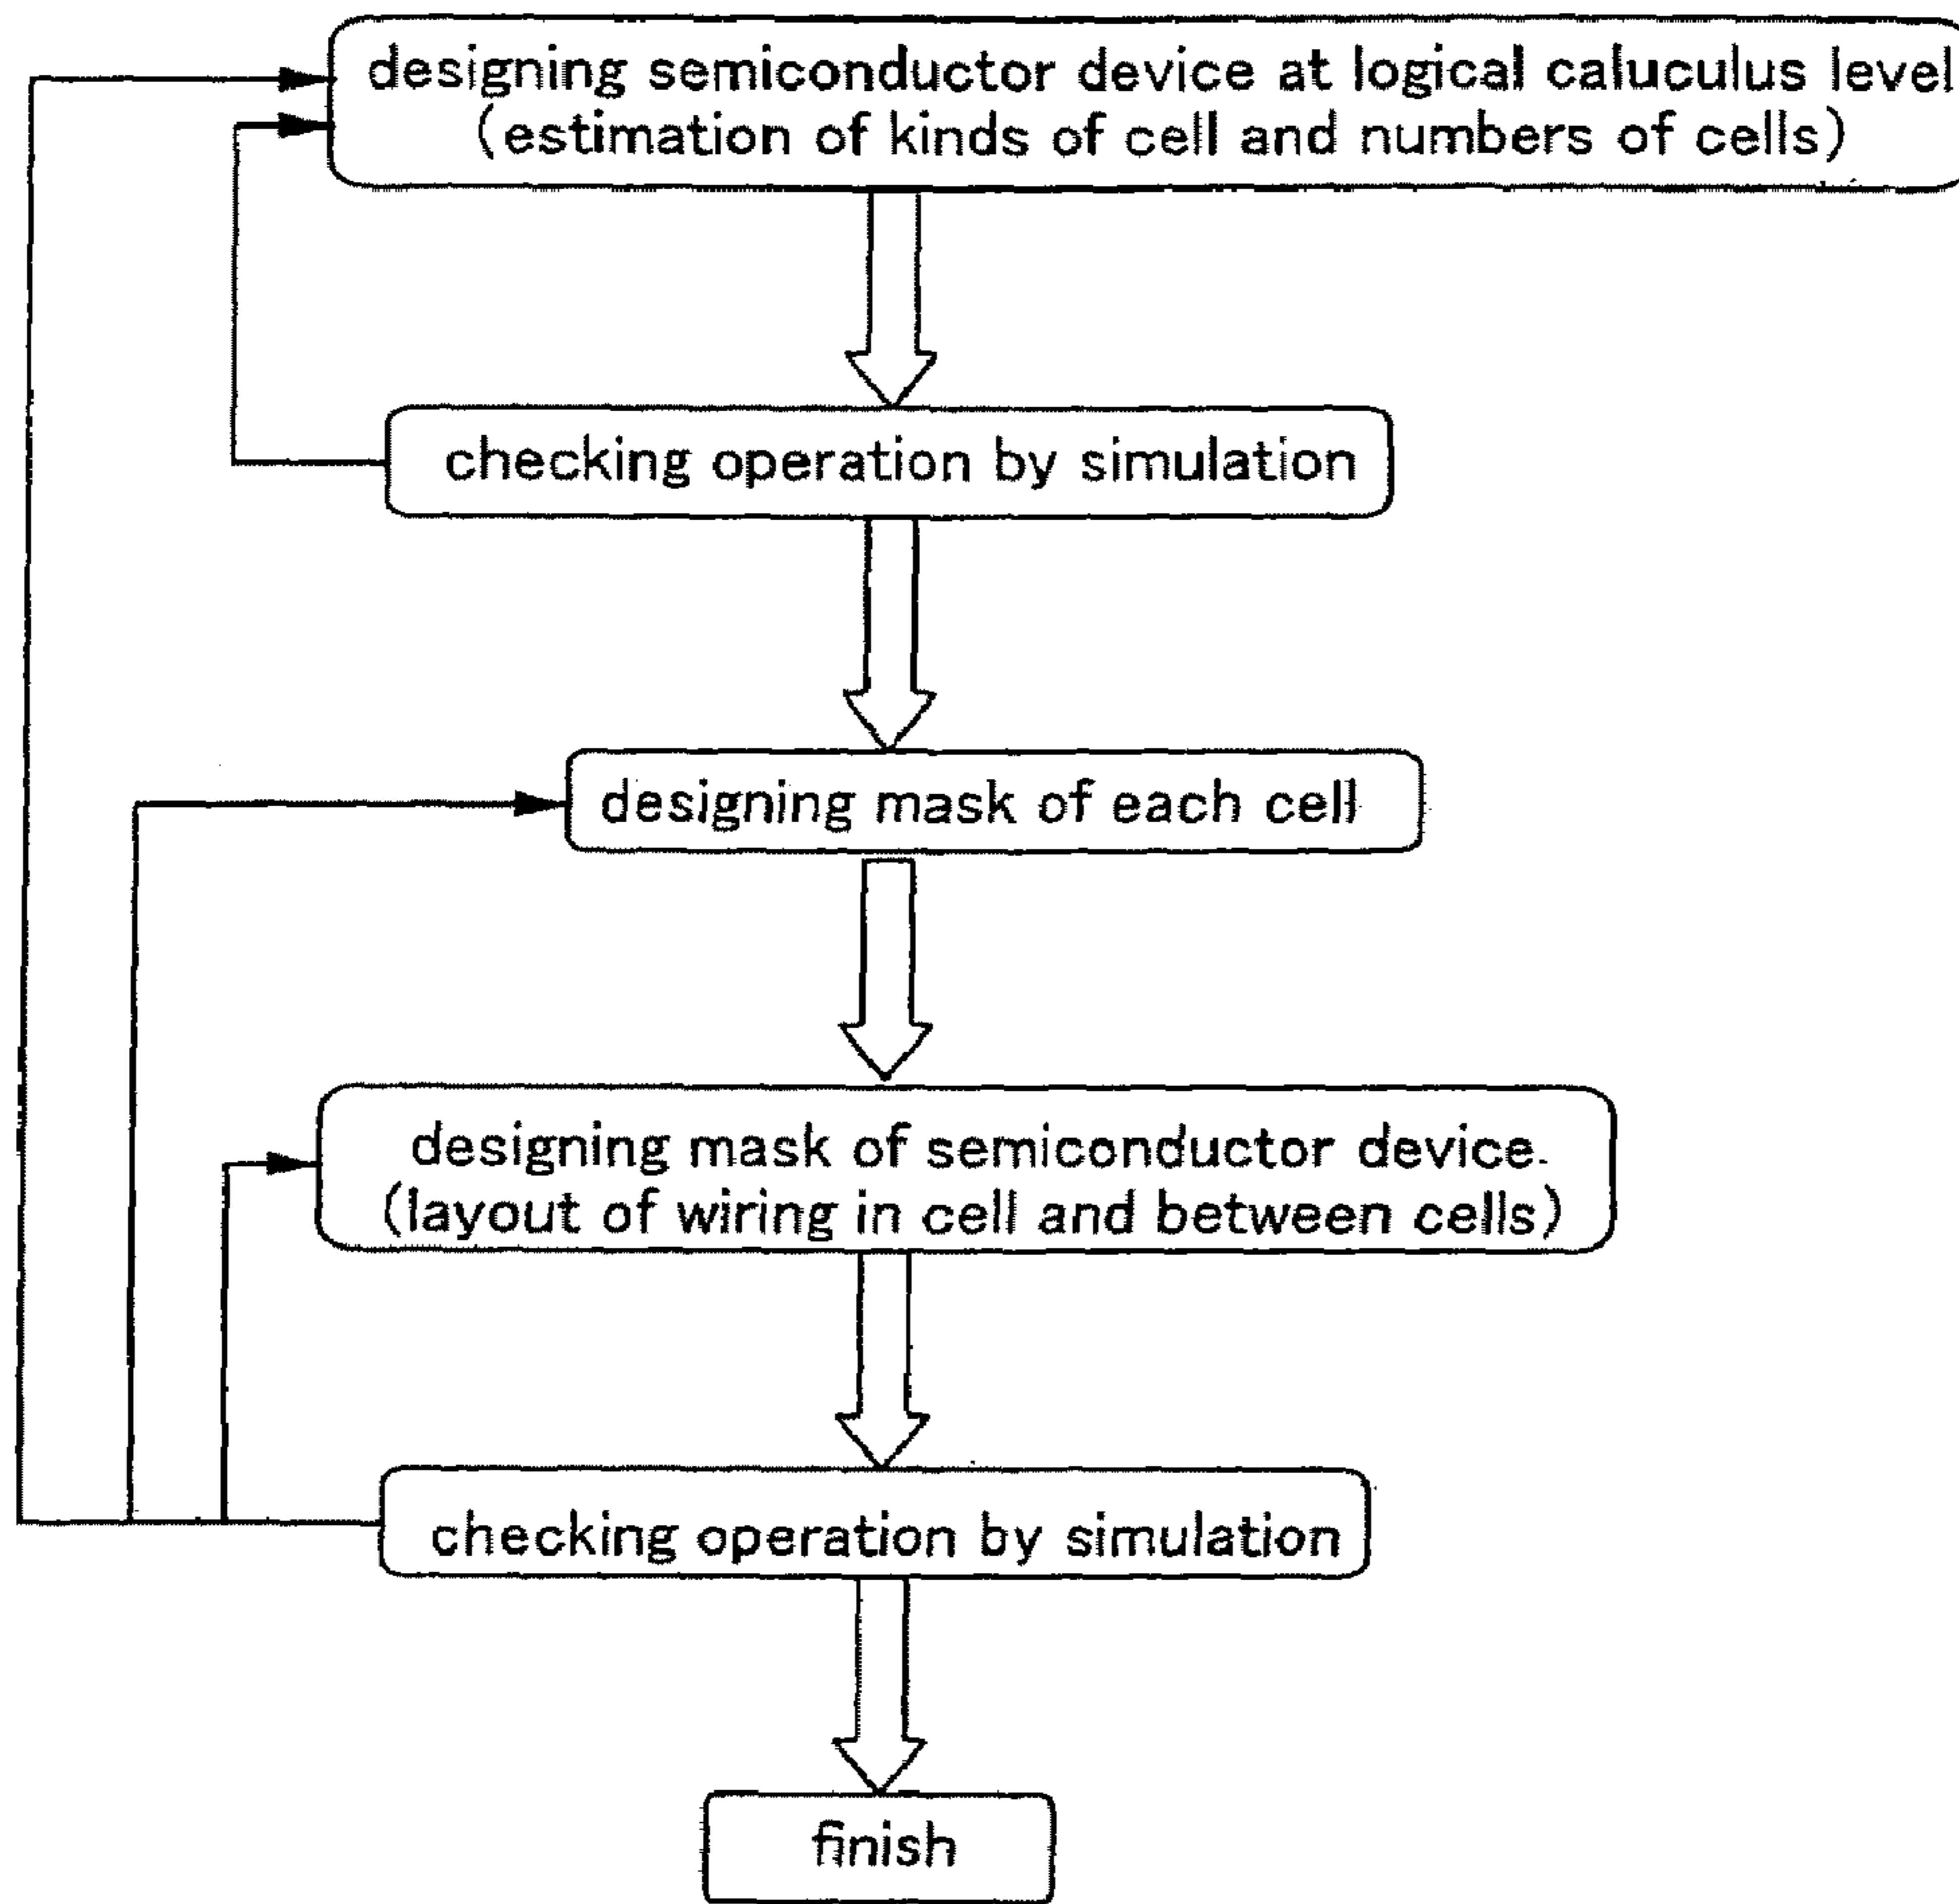 designing semiconductor device at logical caluculus level
(estimation of kinds of cell and numbers of cells)
checking operation by simulation
designing mask of each cell
designing mask of semiconductor device
(layout of wiring in cell and between cells)
checking operation by simulation
finish